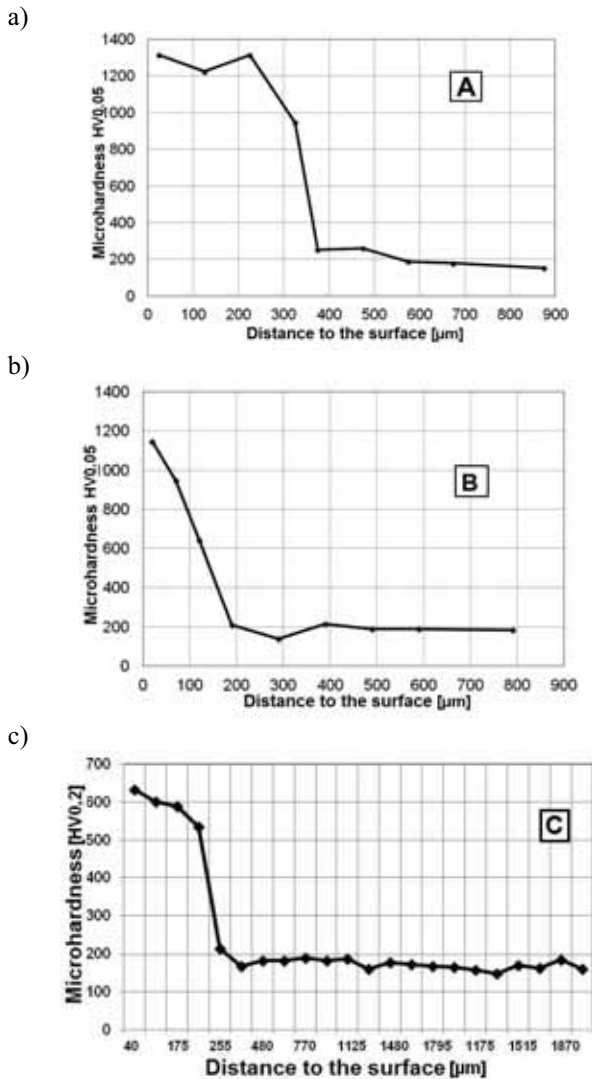 a)
1400
1200
1000
800
600
400
200
0
Microhardness HV0,05
A
0 100 200 300 400 500 600 700 800 900
Distance to the surface [µm]
b)
1400
1200
1000
800
600
400
200
0
Microhardness HV0,05
B
0 100 200 300 400 500 600 700 800 900
Distance to the surface [µm]
c)
700
600
500
400
300
200
100
0
Microhardness [HV0,2]
C
40 175 255 480 770 1125 1480 1795 1175 1515 1870
Distance to the surface [µm]